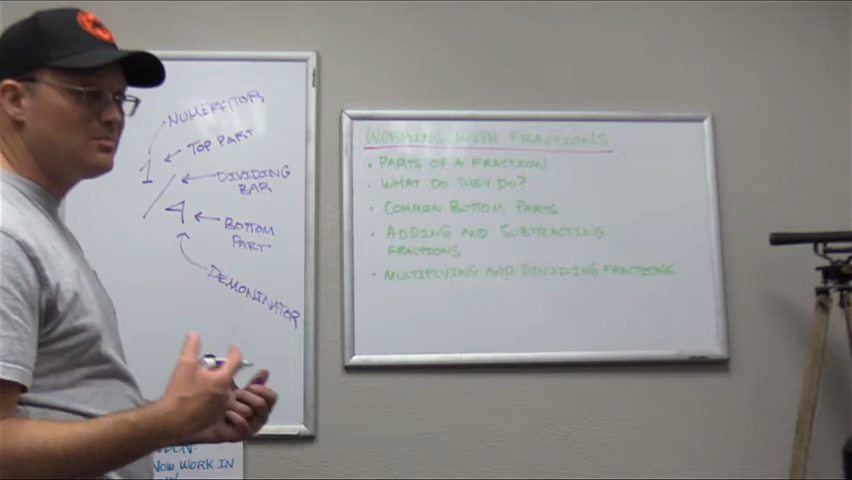 NUMERATOR
TOP PART
1
DIVIDING
BAR
4
BOTTOM
PART
DEMONINATOR
WORKING WITH FRACTIONS
• PARTS OF A FRACTION
• WHAT DO THEY DO?
• COMMON BOTTOM PARTS
• ADDING AND SUBTRACTING
FRACTIONS
• MULTIPLYING AND DIVIDING FRACTIONS
NOW WORK IN